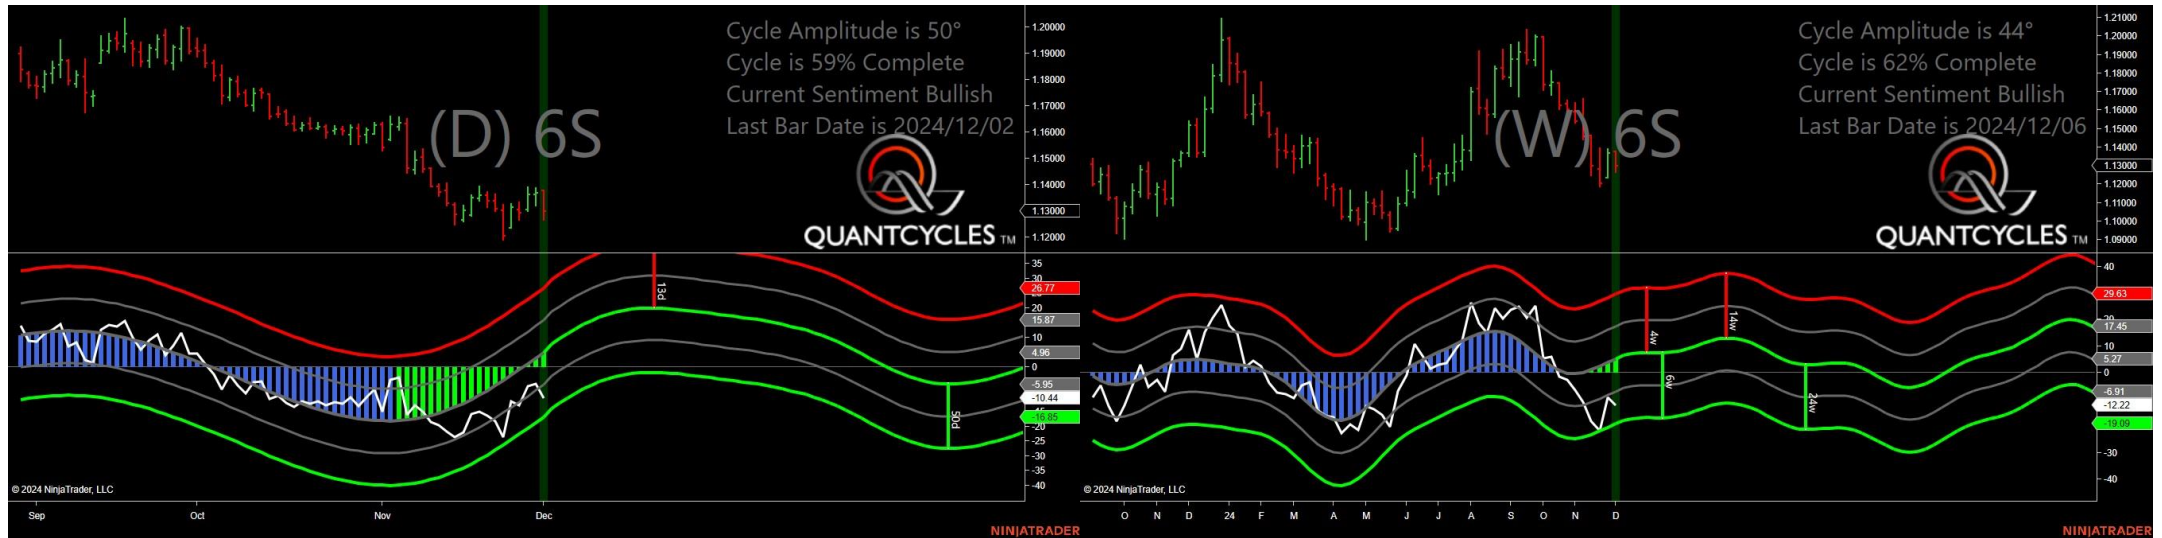 Cycle Amplitude is 50°
Cycle is 59% Complete
Current Sentiment Bullish
Last Bar Date is 2024/12/02
(D) 6S
QUANTCYCLES TM
1.20000
1.19000
1.18000
1.17000
1.16000
1.15000
1.14000
1.13000
1.12000
35
30
26.77
20
15.87
10
4.96
0
-5.95
-10.44
-16.85
-20
-25
-30
-35
-40
13d
50d
© 2024 NinjaTrader, LLC
Sep Oct Nov Dec
NINJATRADER
Cycle Amplitude is 44°
Cycle is 62% Complete
Current Sentiment Bullish
Last Bar Date is 2024/12/06
(W) 6S
QUANTCYCLES TM
1.21000
1.20000
1.19000
1.18000
1.17000
1.16000
1.15000
1.14000
1.13000
1.12000
1.11000
1.10000
1.09000
40
29.63
20
17.45
10
5.27
0
-6.91
-12.22
-19.09
-30
-40
4w
6w
14w
24w
© 2024 NinjaTrader, LLC
O N D 24 F M A M J J A S O N D
NINJATRADER